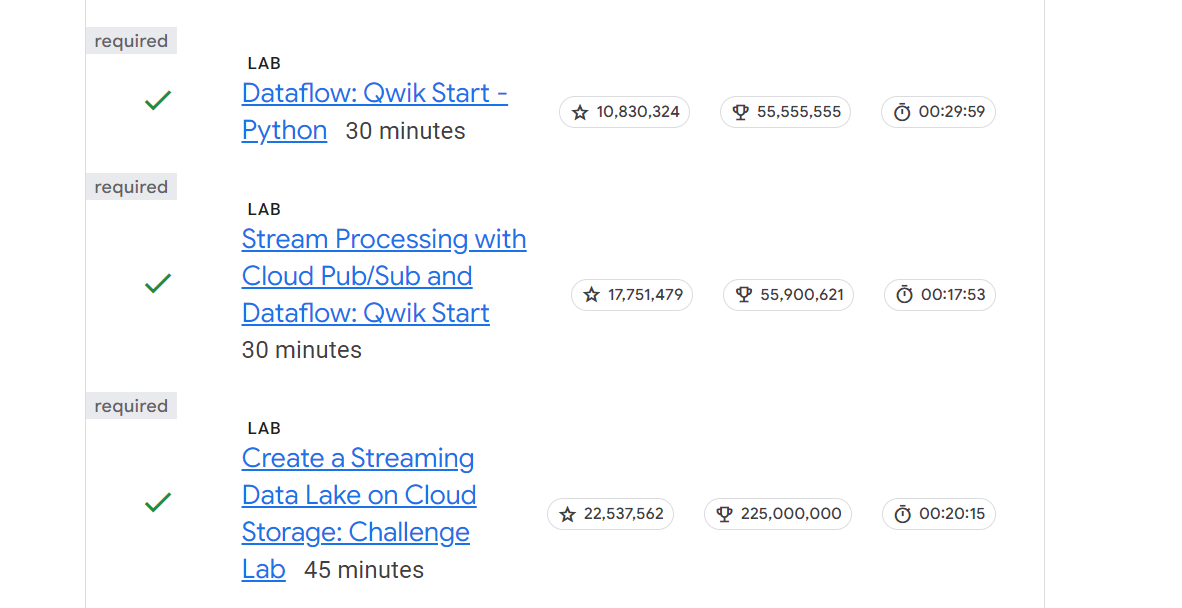 required
LAB
Dataflow: Qwik Start -
Python 30 minutes
10,830,324
55,555,555
00:29:59
required
LAB
Stream Processing with
Cloud Pub/Sub and
Dataflow: Qwik Start
30 minutes
17,751,479
55,900,621
00:17:53
required
LAB
Create a Streaming
Data Lake on Cloud
Storage: Challenge
Lab 45 minutes
22,537,562
225,000,000
00:20:15